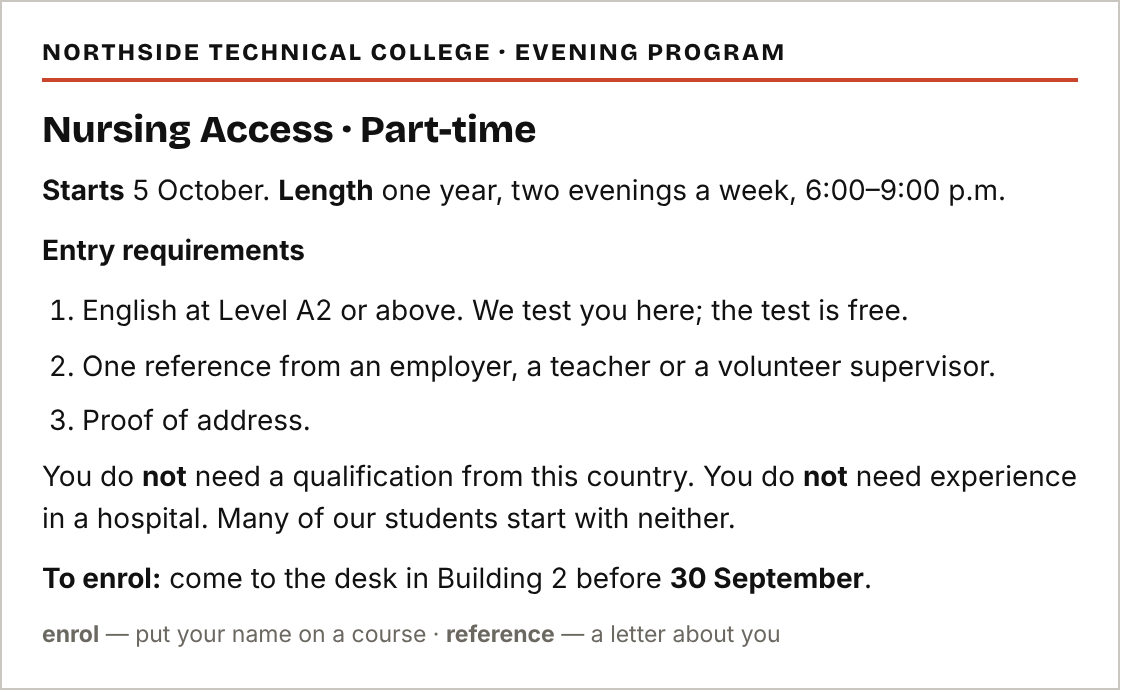 NORTHSIDE TECHNICAL COLLEGE · EVENING PROGRAM
Nursing Access · Part-time
Starts 5 October. Length one year, two evenings a week, 6:00–9:00 p.m.
Entry requirements
1. English at Level A2 or above. We test you here; the test is free.
2. One reference from an employer, a teacher or a volunteer supervisor.
3. Proof of address.
You do not need a qualification from this country. You do not need experience
in a hospital. Many of our students start with neither.
To enrol: come to the desk in Building 2 before 30 September.
enrol — put your name on a course · reference — a letter about you